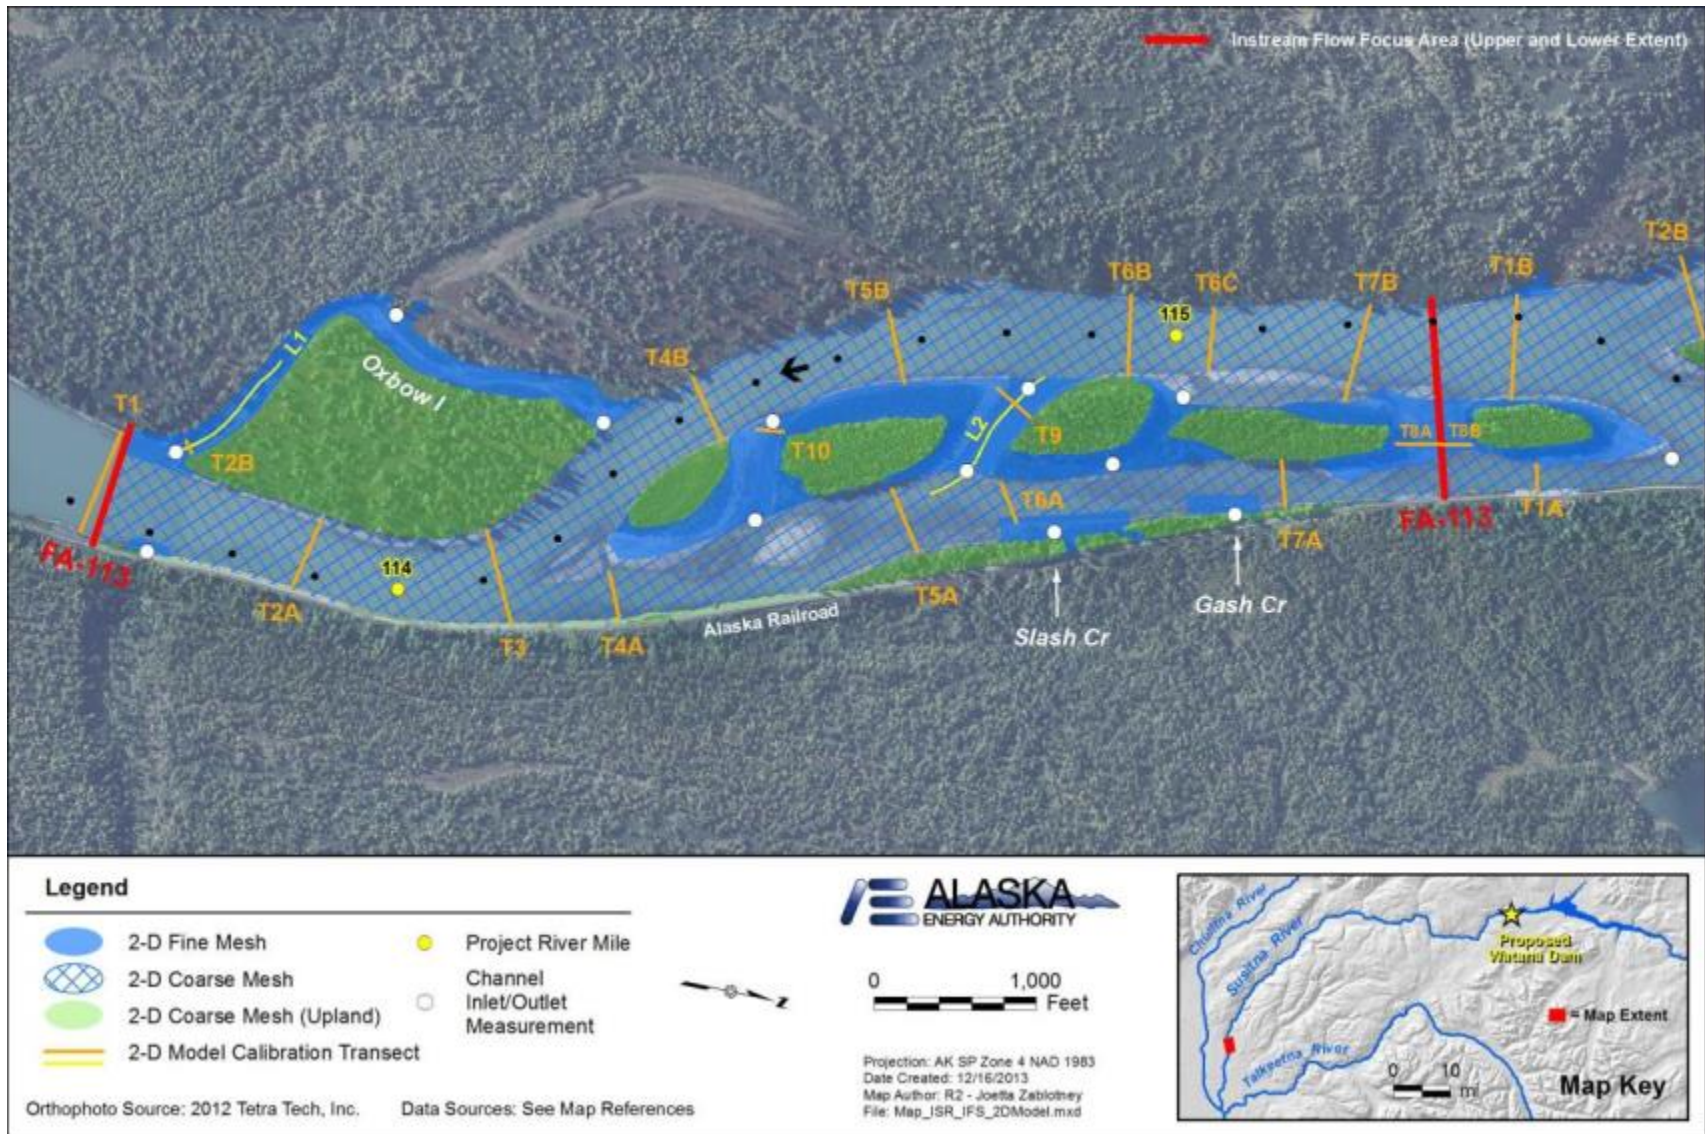 Instream Flow Focus Area (Upper and Lower Extent)
T2B
T1B
T7B
T6C
T6B
T5B
115
T4B
L1
Oxbow I
T1
T2B
T10
L2
T9
T8A T8B
T6A
T7A
FA-113
T1A
FA-113
T2A
114
T3
T4A
Alaska Railroad
T5A
Slash Cr
Gash Cr
Legend
2-D Fine Mesh
2-D Coarse Mesh
2-D Coarse Mesh (Upland)
2-D Model Calibration Transect
Project River Mile
Channel
Inlet/Outlet
Measurement
Orthophoto Source: 2012 Tetra Tech, Inc.
Data Sources: See Map References
Z
ALASKA
ENERGY AUTHORITY
0 1,000
Feet
Projection: AK SP Zone 4 NAD 1983
Date Created: 12/16/2013
Map Author: R2 - Joetta Zablotney
File: Map_ISR_IFS_2DModel.mxd
Chulitna River
Susitna River
Proposed
Watana Dam
= Map Extent
Talkeetna River
0 10
mi
Map Key